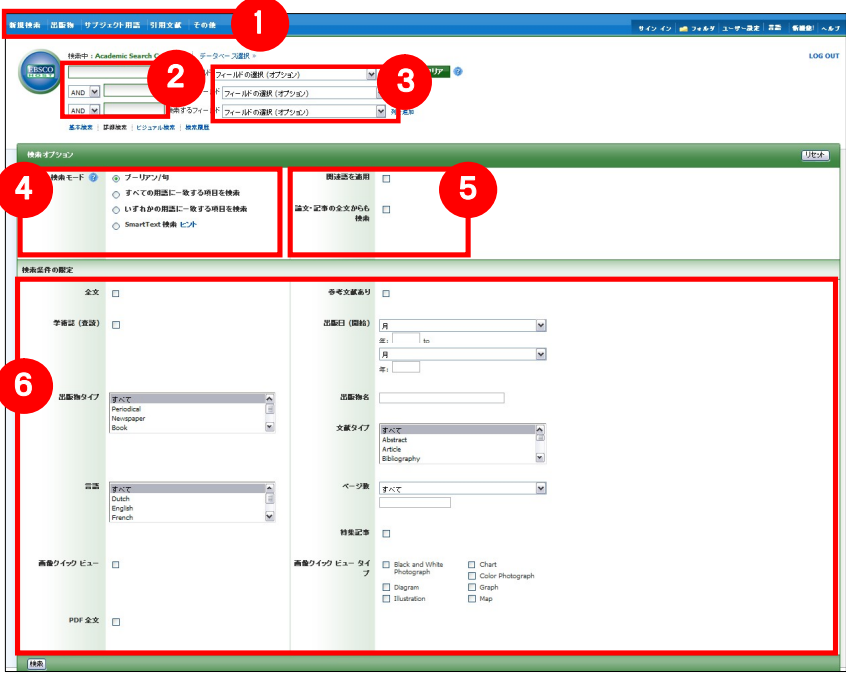 新規検索 出版物 サブジェクト用語 引用文献 その他
1
サイン イン フォルダ ユーザー設定 言語 新機能! ヘルプ
検索中: Academic Search C データベース選択 »
LOG OUT
EBSCO
HOST
2
フィールドの選択 (オプション)
3
リア
AND
ド
フィールドの選択 (オプション)
AND
検索するフィールド
フィールドの選択 (オプション)
追加
基本検索 詳細検索 ビジュアル検索 検索履歴
検索オプション
リセット
4
検索モード
ブーリアン/句
すべての用語に一致する項目を検索
いずれかの用語に一致する項目を検索
SmartText 検索 ヒント
関連語を適用
5
論文・記事の全文からも
検索
検索条件の限定
6
全文
参考文献あり
学術誌 (査読)
出版日 (開始)
月
年: to
月
年:
出版物タイプ
すべて
Periodical
Newspaper
Book
出版物名
文献タイプ
すべて
Abstract
Article
Bibliography
言語
すべて
Dutch
English
French
ページ数
すべて
特集記事
画像クイック ビュー
画像クイック ビュー タイ
プ
Black and White
Photograph
Chart
Color Photograph
Diagram
Graph
Illustration
Map
PDF 全文
検索